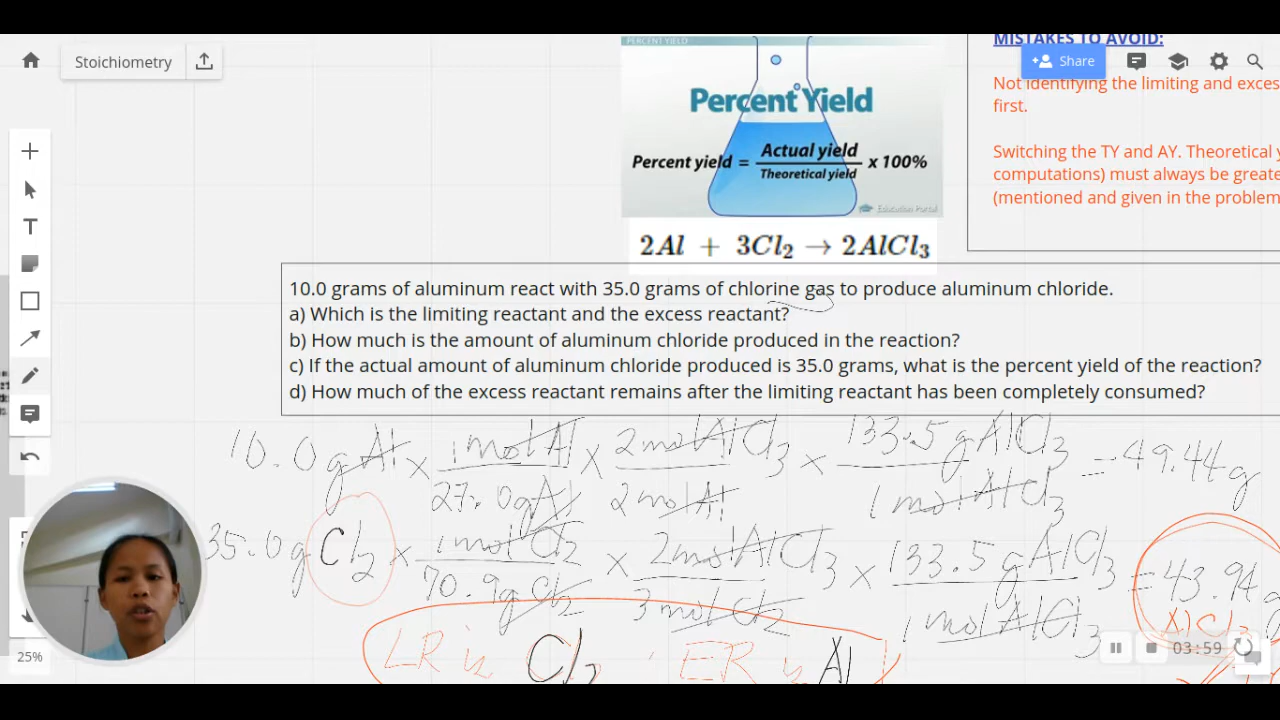 MISTAKES TO AVOID:
Stoichiometry
Share
PERCENT YIELD
Not identifying the limiting and exces
first.
Percent Yield
Switching the TY and AY. Theoretical y
computations) must always be greate
(mentioned and given in the problem
Percent yield = Actual yield / Theoretical yield x 100%
Education Portal
2Al + 3Cl₂ → 2AlCl₃
10.0 grams of aluminum react with 35.0 grams of chlorine gas to produce aluminum chloride.
a) Which is the limiting reactant and the excess reactant?
b) How much is the amount of aluminum chloride produced in the reaction?
c) If the actual amount of aluminum chloride produced is 35.0 grams, what is the percent yield of the reaction?
d) How much of the excess reactant remains after the limiting reactant has been completely consumed?
10.0 g Al x 1 mol Al / 27.0 g Al x 2 mol AlCl₃ / 2 mol Al x 133.5 g AlCl₃ / 1 mol AlCl₃ = 49.44 g
35.0 g Cl₂ x 1 mol Cl₂ / 70.9 g Cl₂ x 2 mol AlCl₃ / 3 mol Cl₂ x 133.5 g AlCl₃ / 1 mol AlCl₃ = 43.94 g
AlCl₃
LR is Cl₂ ; ER is Al
25%
03:59